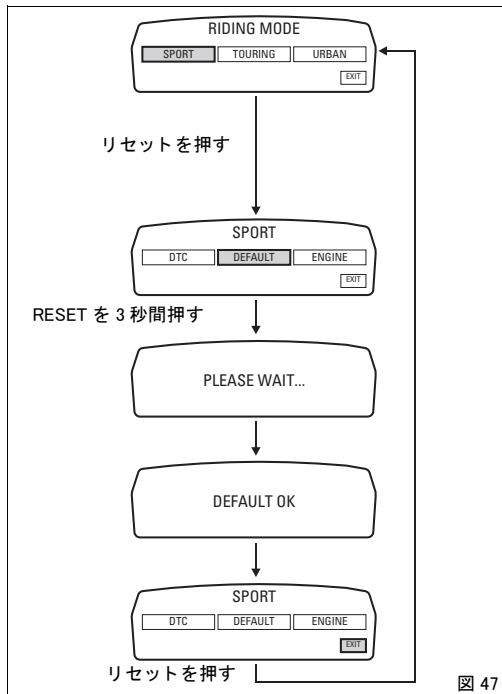 RIDING MODE
SPORT TOURING URBAN
EXIT
リセットを押す
SPORT
DTC DEFAULT ENGINE
EXIT
RESET を 3 秒間押す
PLEASE WAIT...
DEFAULT OK
SPORT
DTC DEFAULT ENGINE
EXIT
リセットを押す
図 47